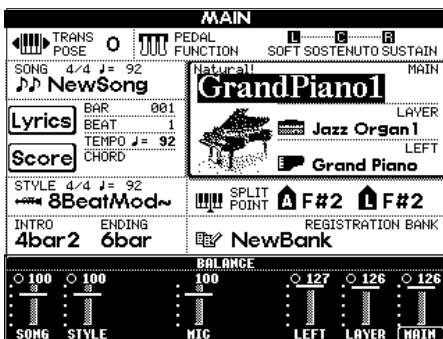 MAIN
TRANSPOSE 0
PEDAL FUNCTION
L C R
SOFT SOSTENUTO SUSTAIN
SONG 4/4 ♩= 92
NewSong
Natural! MAIN
GrandPiano1
Lyrics
BAR 001
BEAT 1
TEMPO ♩= 92
Score
CHORD
LAYER
Jazz Organ1
LEFT
Grand Piano
STYLE 4/4 ♩= 92
8BeatMod~
SPLIT POINT A F#2 L F#2
INTRO ENDING
4bar2 6bar
REGISTRATION BANK
NewBank
BALANCE
100 100 100 127 126 126
SONG STYLE MIC LEFT LAYER MAIN